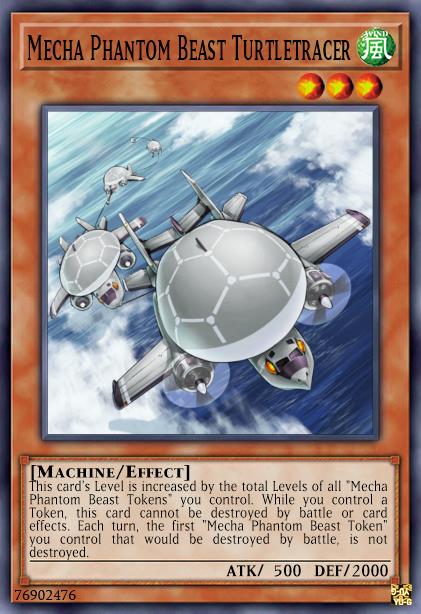 MECHA PHANTOM BEAST TURTLETRACER
WIND
風
[MACHINE/EFFECT]
This card's Level is increased by the total Levels of all "Mecha
Phantom Beast Tokens" you control. While you control a
Token, this card cannot be destroyed by battle or card
effects. Each turn, the first "Mecha Phantom Beast Token"
you control that would be destroyed by battle, is not
destroyed.
ATK/ 500 DEF/2000
76902476